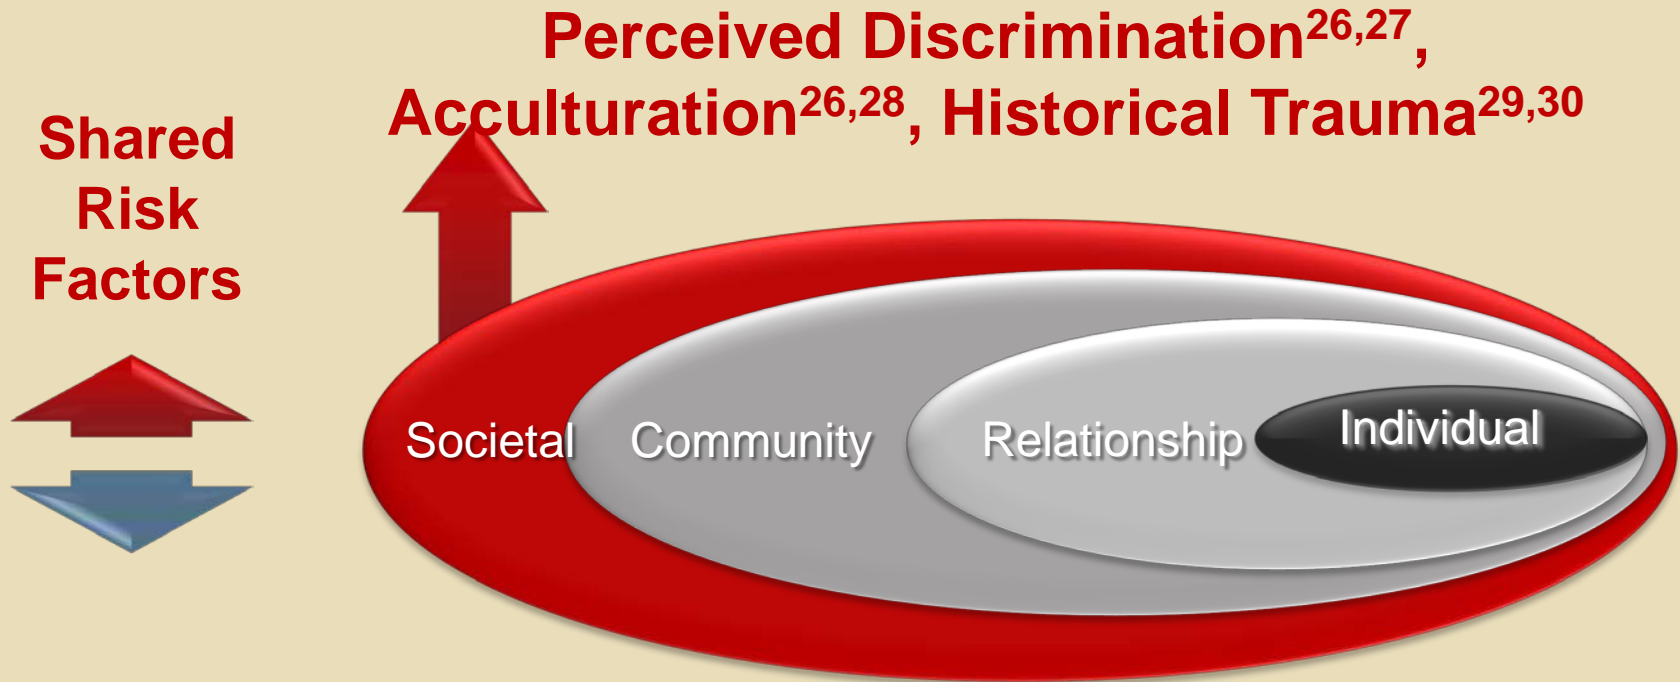 Perceived Discrimination26,27,
Acculturation26,28, Historical Trauma29,30
Shared
Risk
Factors
Societal
Community
Relationship
Individual